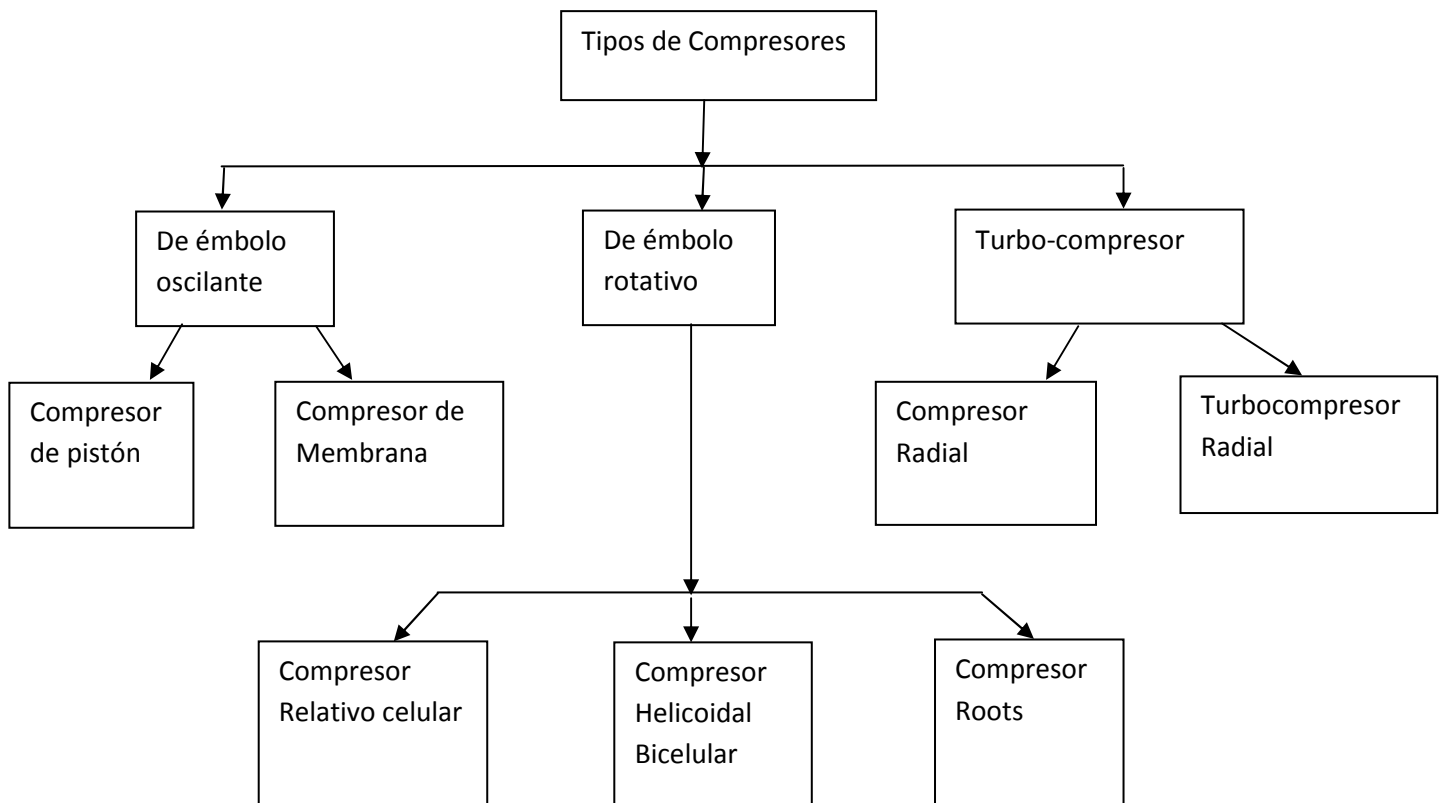 Tipos de Compresores
De émbolo
oscilante
De émbolo
rotativo
Turbo-compresor
Compresor
de pistón
Compresor de
Membrana
Compresor
Radial
Turbocompresor
Radial
Compresor
Relativo celular
Compresor
Helicoidal
Bicelular
Compresor
Roots